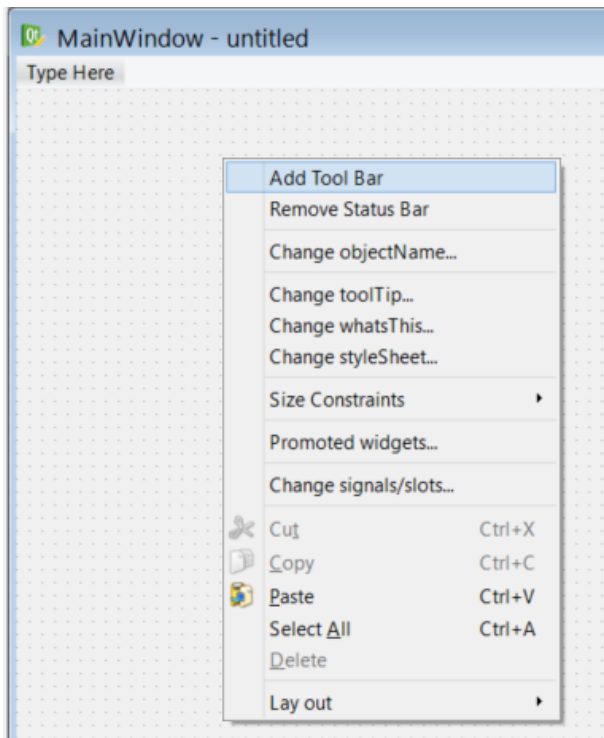 MainWindow - untitled
Type Here
Add Tool Bar
Remove Status Bar
Change objectName...
Change toolTip...
Change whatsThis...
Change styleSheet...
Size Constraints
Promoted widgets...
Change signals/slots...
Cut Ctrl+X
Copy Ctrl+C
Paste Ctrl+V
Select All Ctrl+A
Delete
Lay out